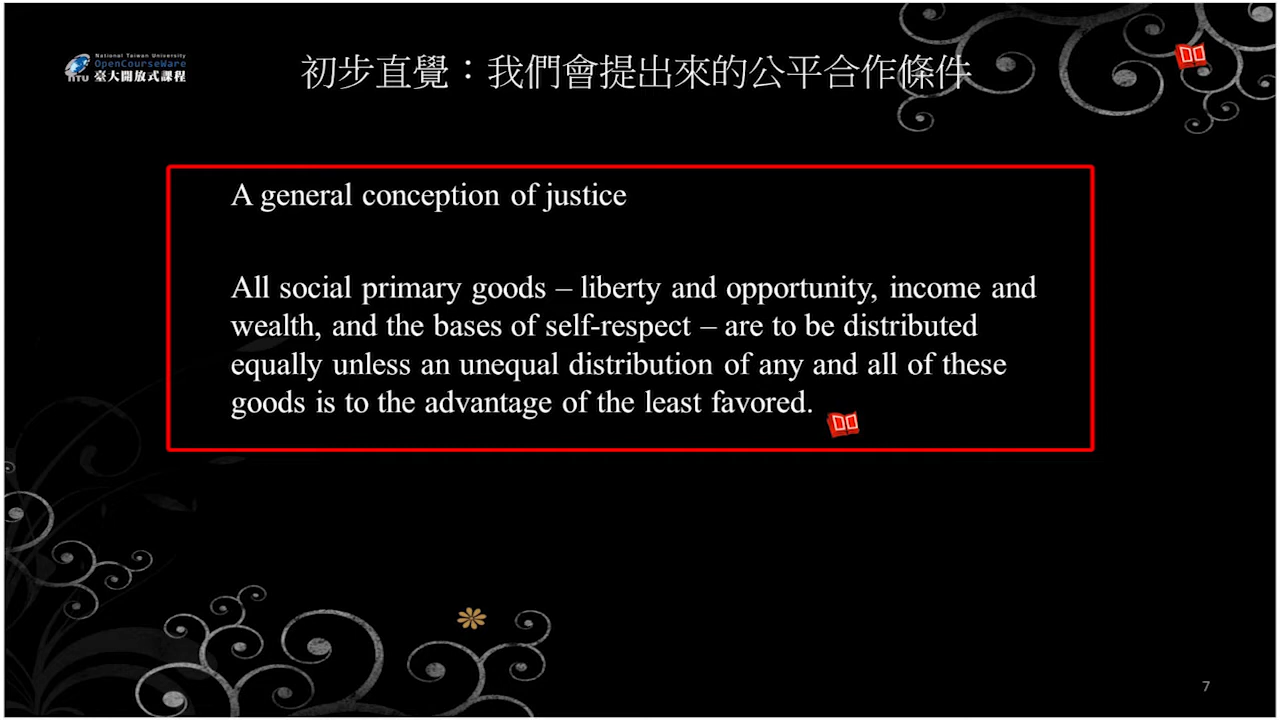 National Taiwan University
OpenCourseWare
NTU 臺大開放式課程
初步直覺：我們會提出來的公平合作條件
A general conception of justice
All social primary goods – liberty and opportunity, income and
wealth, and the bases of self-respect – are to be distributed
equally unless an unequal distribution of any and all of these
goods is to the advantage of the least favored.
7